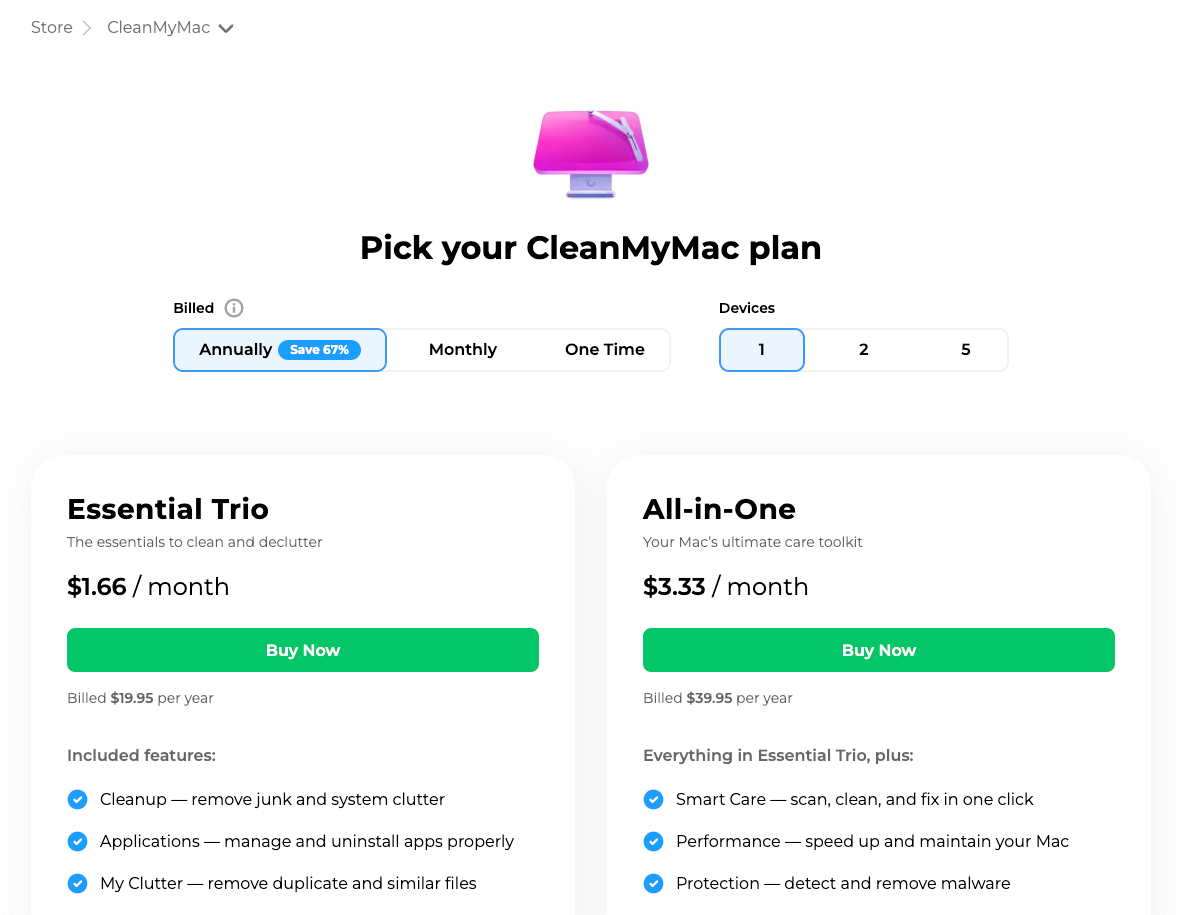 Store CleanMyMac
Pick your CleanMyMac plan
Billed
Annually Save 67% Monthly One Time
Devices
1 2 5
Essential Trio
The essentials to clean and declutter
$1.66 / month
Buy Now
Billed $19.95 per year
Included features:
Cleanup — remove junk and system clutter
Applications — manage and uninstall apps properly
My Clutter — remove duplicate and similar files
All-in-One
Your Mac’s ultimate care toolkit
$3.33 / month
Buy Now
Billed $39.95 per year
Everything in Essential Trio, plus:
Smart Care — scan, clean, and fix in one click
Performance — speed up and maintain your Mac
Protection — detect and remove malware